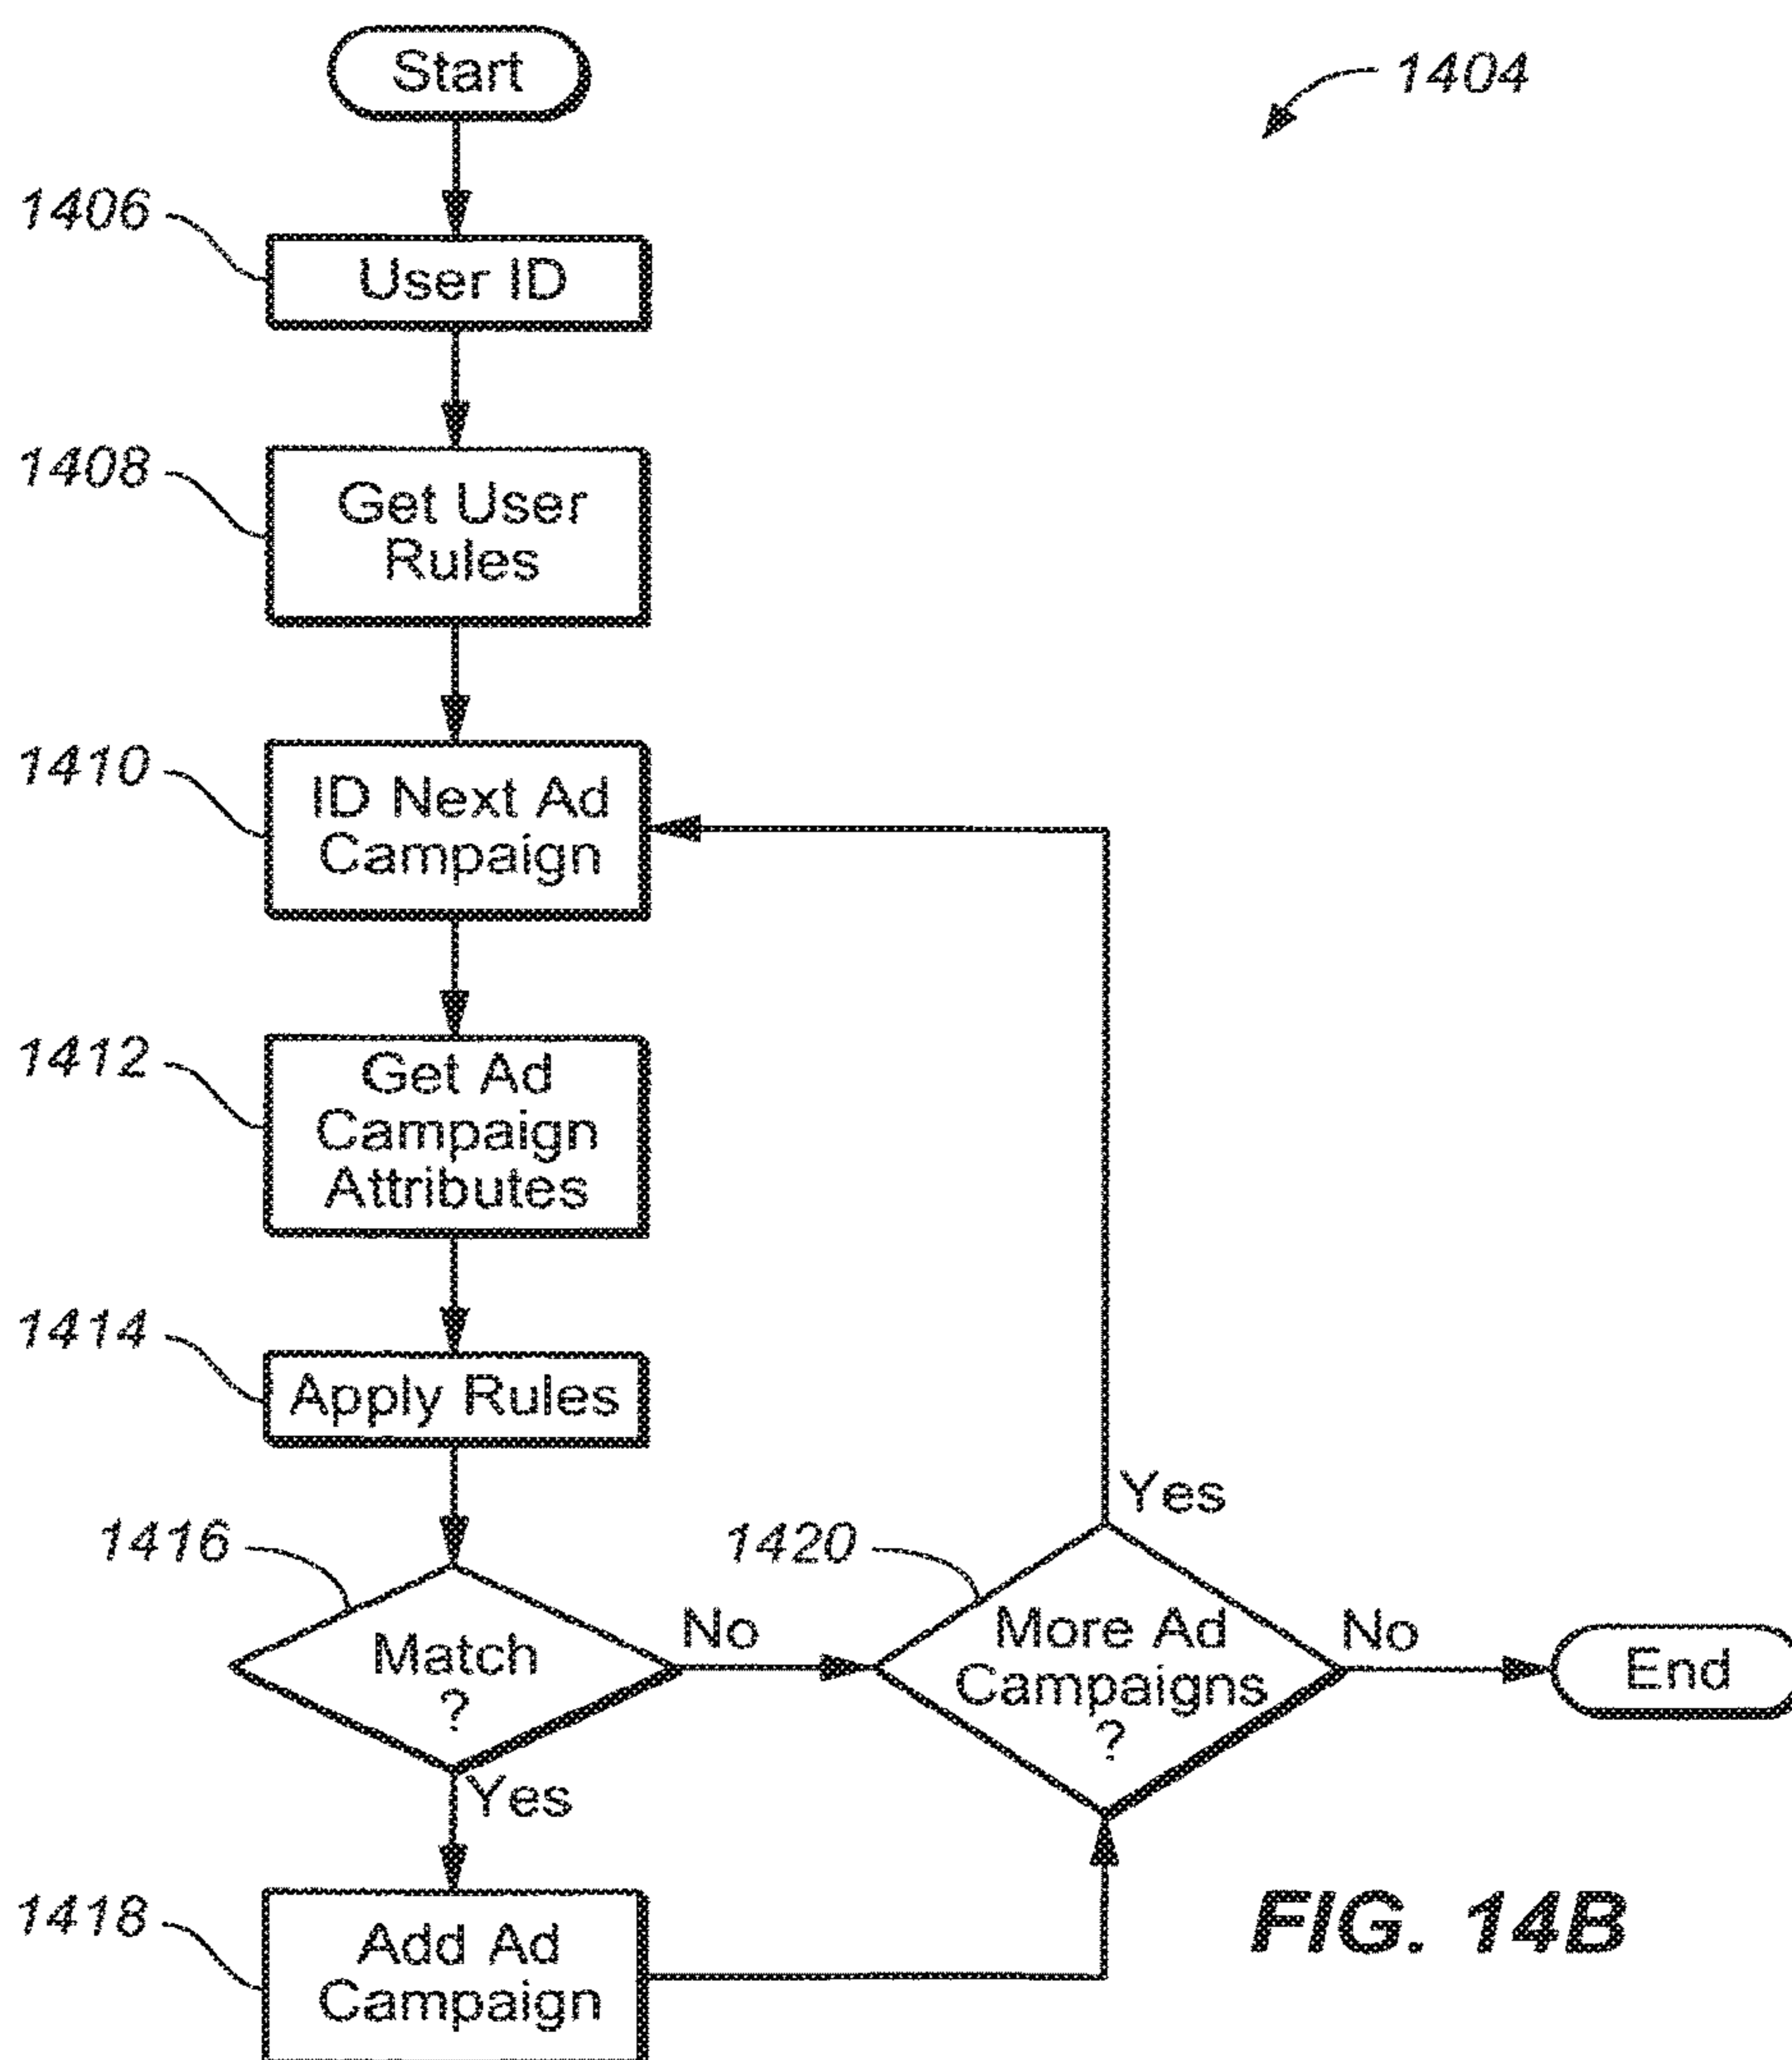 Start
1404
1406
User ID
1408
Get User
Rules
1410
ID Next Ad
Campaign
1412
Get Ad
Campaign
Attributes
1414
Apply Rules
Yes
1416
1420
Match
?
No
More Ad
Campaigns
?
No
End
Yes
1418
Add Ad
Campaign
FIG. 14B